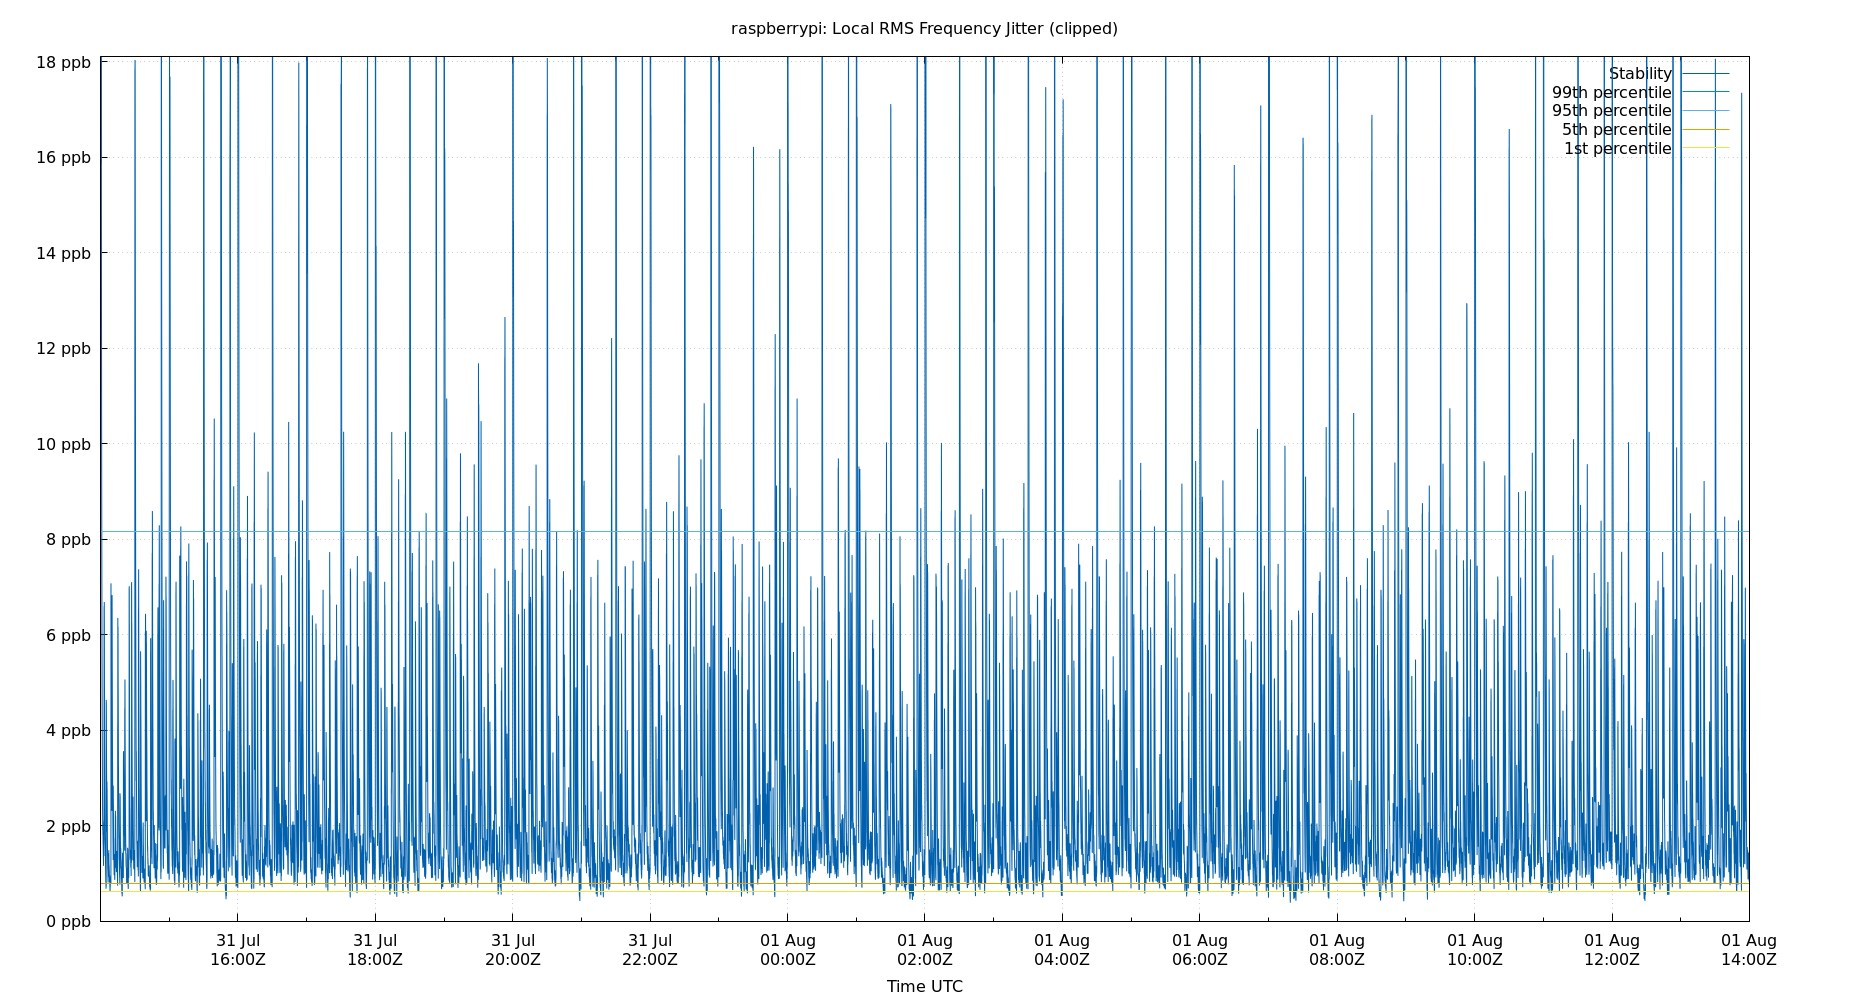 raspberrypi: Local RMS Frequency Jitter (clipped)
18 ppb
16 ppb
14 ppb
12 ppb
10 ppb
8 ppb
6 ppb
4 ppb
2 ppb
0 ppb
Stability
99th percentile
95th percentile
5th percentile
1st percentile
31 Jul
16:00Z
31 Jul
18:00Z
31 Jul
20:00Z
31 Jul
22:00Z
01 Aug
00:00Z
01 Aug
02:00Z
01 Aug
04:00Z
01 Aug
06:00Z
01 Aug
08:00Z
01 Aug
10:00Z
01 Aug
12:00Z
01 Aug
14:00Z
Time UTC